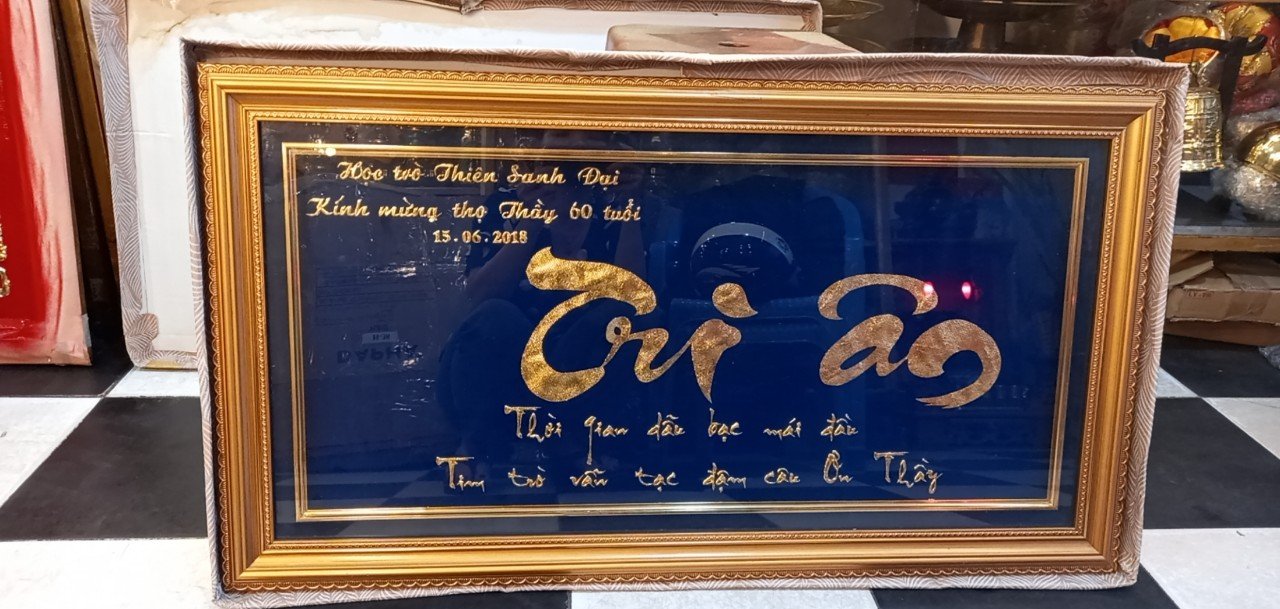 Học trò Thiên Sanh Đại
Kính mừng thọ Thầy 60 tuổi
15.06.2018
Tri ân
Thời gian dẫu bạc mái đầu
Tim trò vẫn tạc đậm câu Ơn Thầy